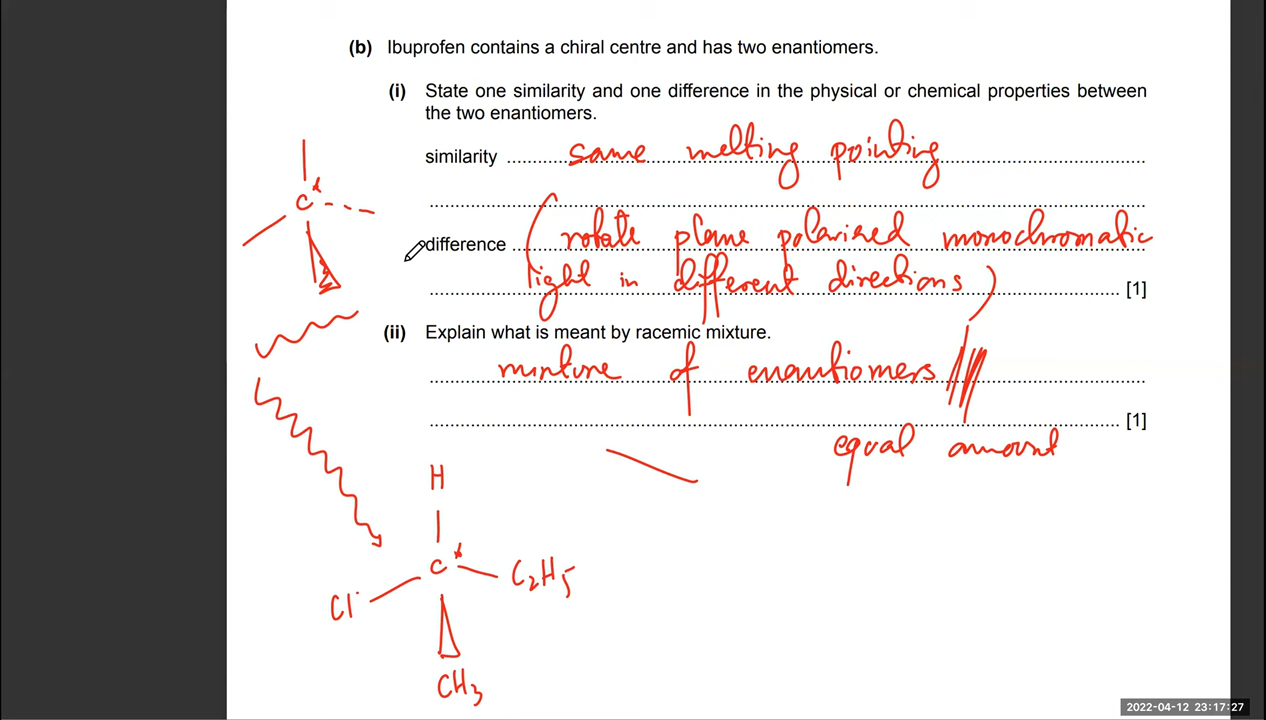 (b) Ibuprofen contains a chiral centre and has two enantiomers.
(i) State one similarity and one difference in the physical or chemical properties between
the two enantiomers.
similarity same melting pointing
difference (rotate plane polarized monochromatic
light in different directions) [1]
(ii) Explain what is meant by racemic mixture.
mixture of enantiomers
[1]
equal amount
C*
H
C*
C2H5
Cl
CH3
2022-04-12 23:17:27